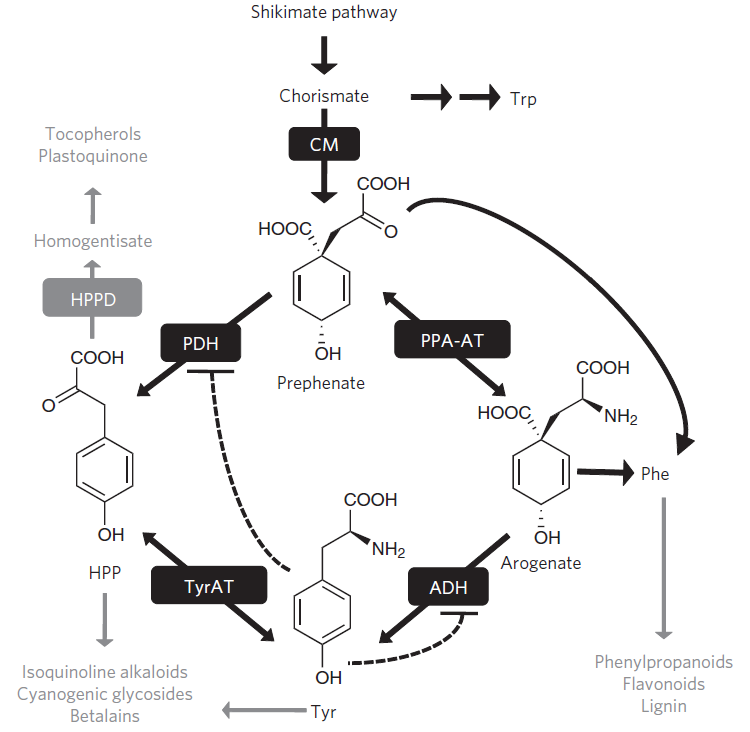 Shikimate pathway
Chorismate
Trp
CM
Tocopherols
Plastoquinone
Homogentisate
HPPD
COOH
HOOC
O
OH
Prephenate
PDH
PPA-AT
COOH
O
OH
HPP
COOH
HOOC
NH2
OH
Arogenate
Phe
COOH
NH2
OH
TyrAT
ADH
Tyr
Isoquinoline alkaloids
Cyanogenic glycosides
Betalains
Phenylpropanoids
Flavonoids
Lignin